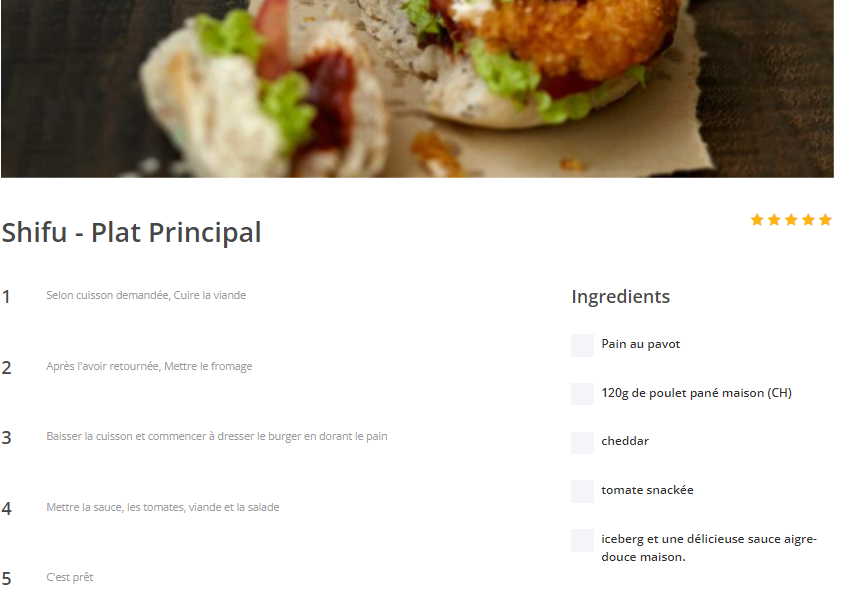 Shifu - Plat Principal
1 Selon cuisson demandée, Cuire la viande
2 Après l'avoir retournée, Mettre le fromage
3 Baisser la cuisson et commencer à dresser le burger en dorant le pain
4 Mettre la sauce, les tomates, viande et la salade
5 C'est prêt
Ingredients
Pain au pavot
120g de poulet pané maison (CH)
cheddar
tomate snackée
iceberg et une délicieuse sauce aigre-
douce maison.